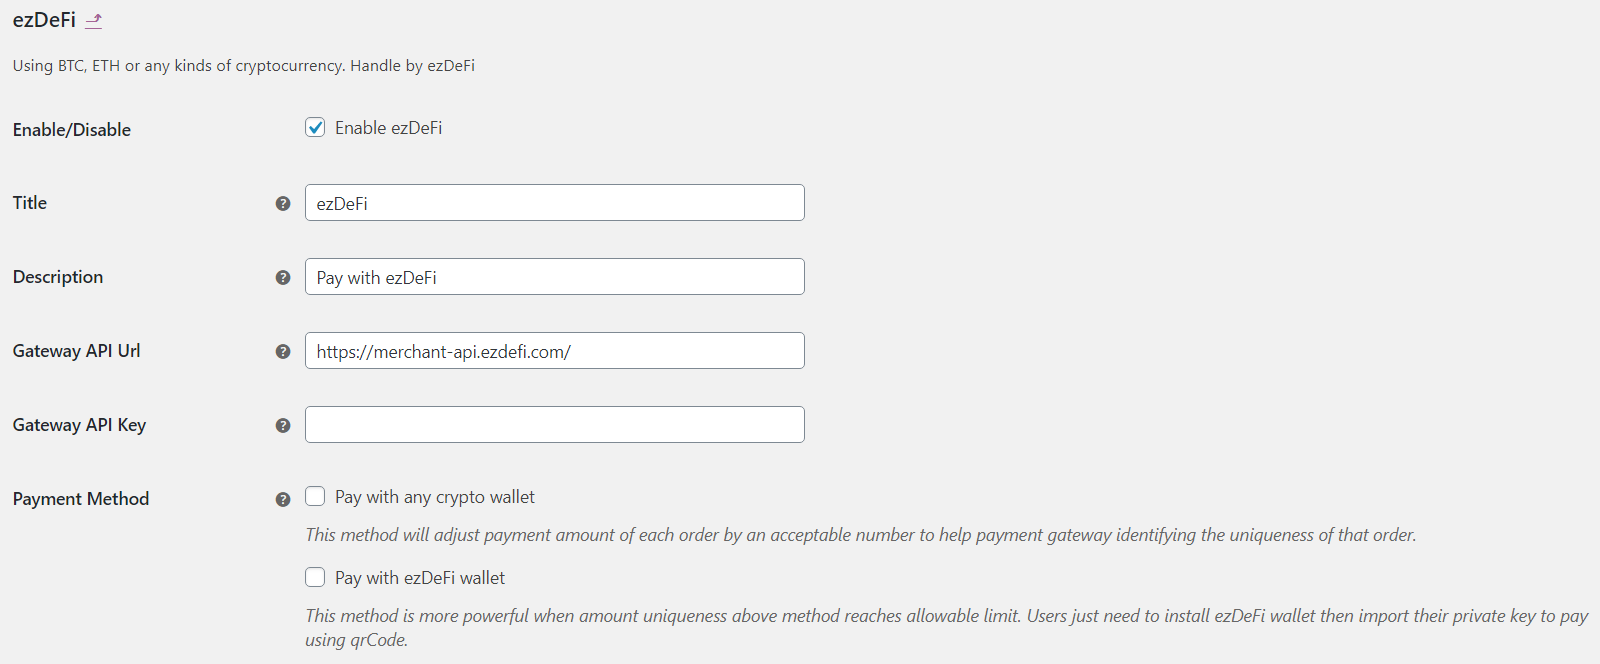 ezDeFi
Using BTC, ETH or any kinds of cryptocurrency. Handle by ezDeFi
Enable/Disable
Enable ezDeFi
Title
ezDeFi
Description
Pay with ezDeFi
Gateway API Url
https://merchant-api.ezdefi.com/
Gateway API Key
Payment Method
Pay with any crypto wallet
This method will adjust payment amount of each order by an acceptable number to help payment gateway identifying the uniqueness of that order.
Pay with ezDeFi wallet
This method is more powerful when amount uniqueness above method reaches allowable limit. Users just need to install ezDeFi wallet then import their private key to pay
using qrCode.